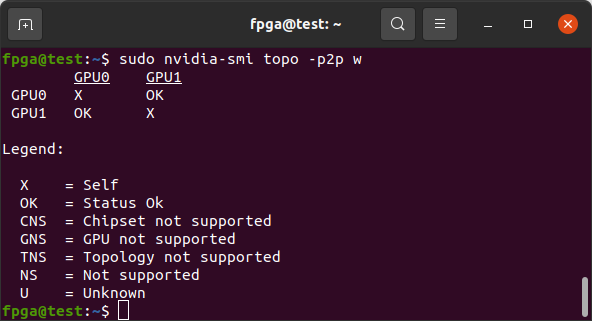 fpga@test: ~
fpga@test:~$ sudo nvidia-smi topo -p2p w
GPU0 GPU1
GPU0 X OK
GPU1 OK X
Legend:
X = Self
OK = Status Ok
CNS = Chipset not supported
GNS = GPU not supported
TNS = Topology not supported
NS = Not supported
U = Unknown
fpga@test:~$